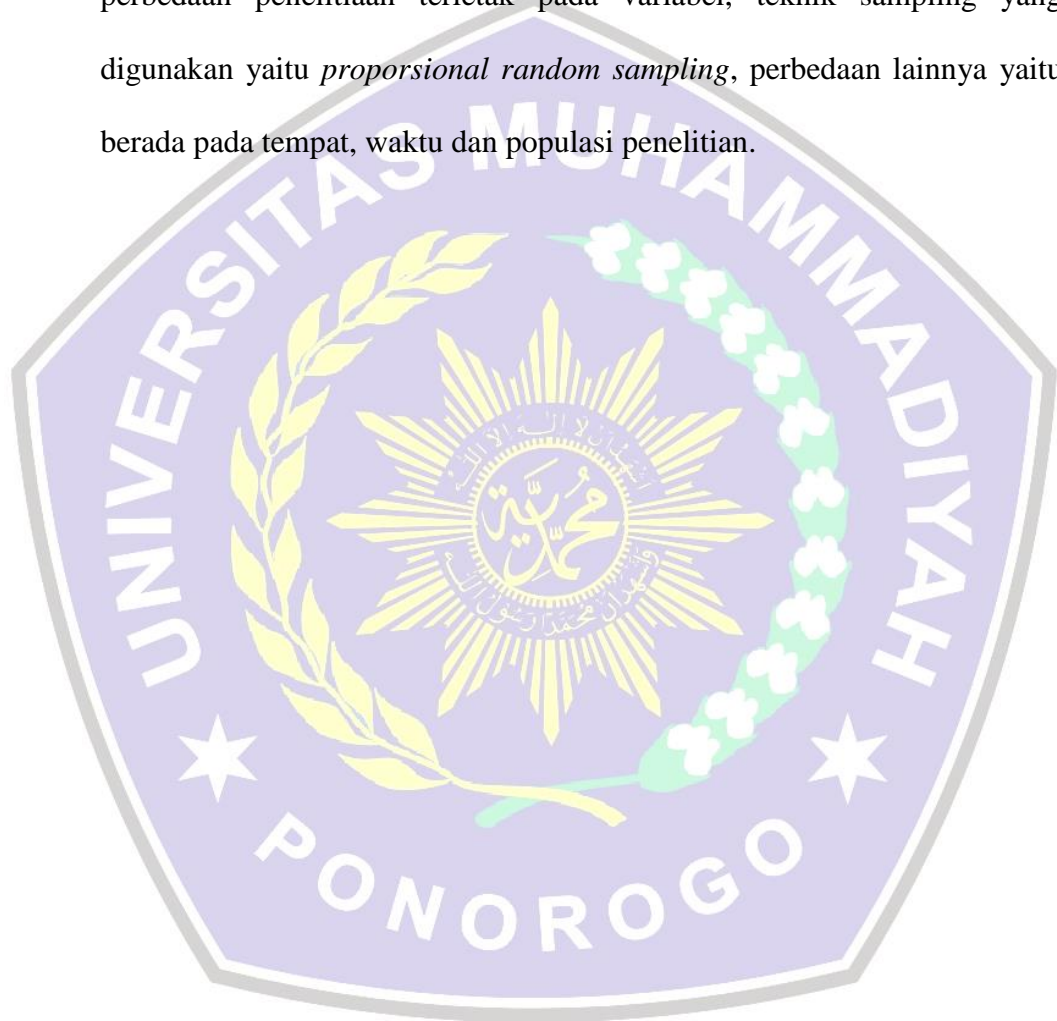 perbedaan penelitiaan terletak pada variabel, teknik sampling yang
digunakan yaitu proporsional random sampling, perbedaan lainnya yaitu
berada pada tempat, waktu dan populasi penelitian.
UNIVERSITAS MUHAMMADIYAH
محمدية
PONOROGO